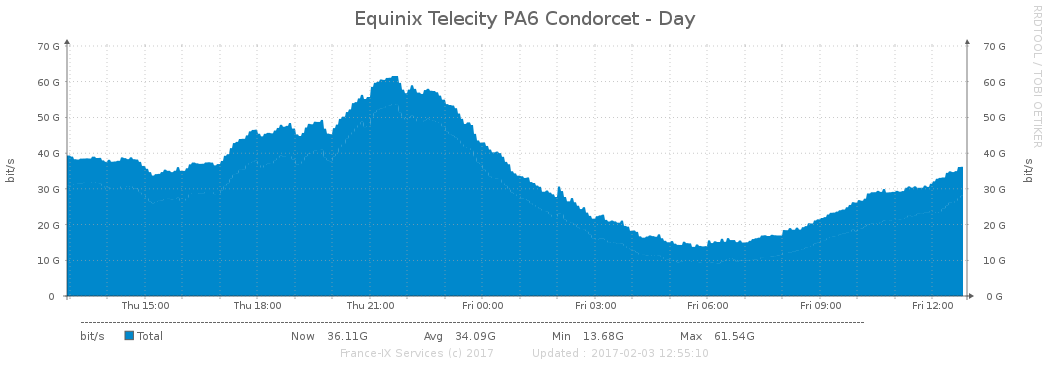 Equinix Telecity PA6 Condorcet - Day
RRDTOOL / TOBI OETIKER
bit/s
bit/s
70 G 70 G
60 G 60 G
50 G 50 G
40 G 40 G
30 G 30 G
20 G 20 G
10 G 10 G
0 0 G
Thu 15:00 Thu 18:00 Thu 21:00 Fri 00:00 Fri 03:00 Fri 06:00 Fri 09:00 Fri 12:00
bit/s Total Now 36.11G Avg 34.09G Min 13.68G Max 61.54G
France-IX Services (c) 2017 Updated : 2017-02-03 12:55:10